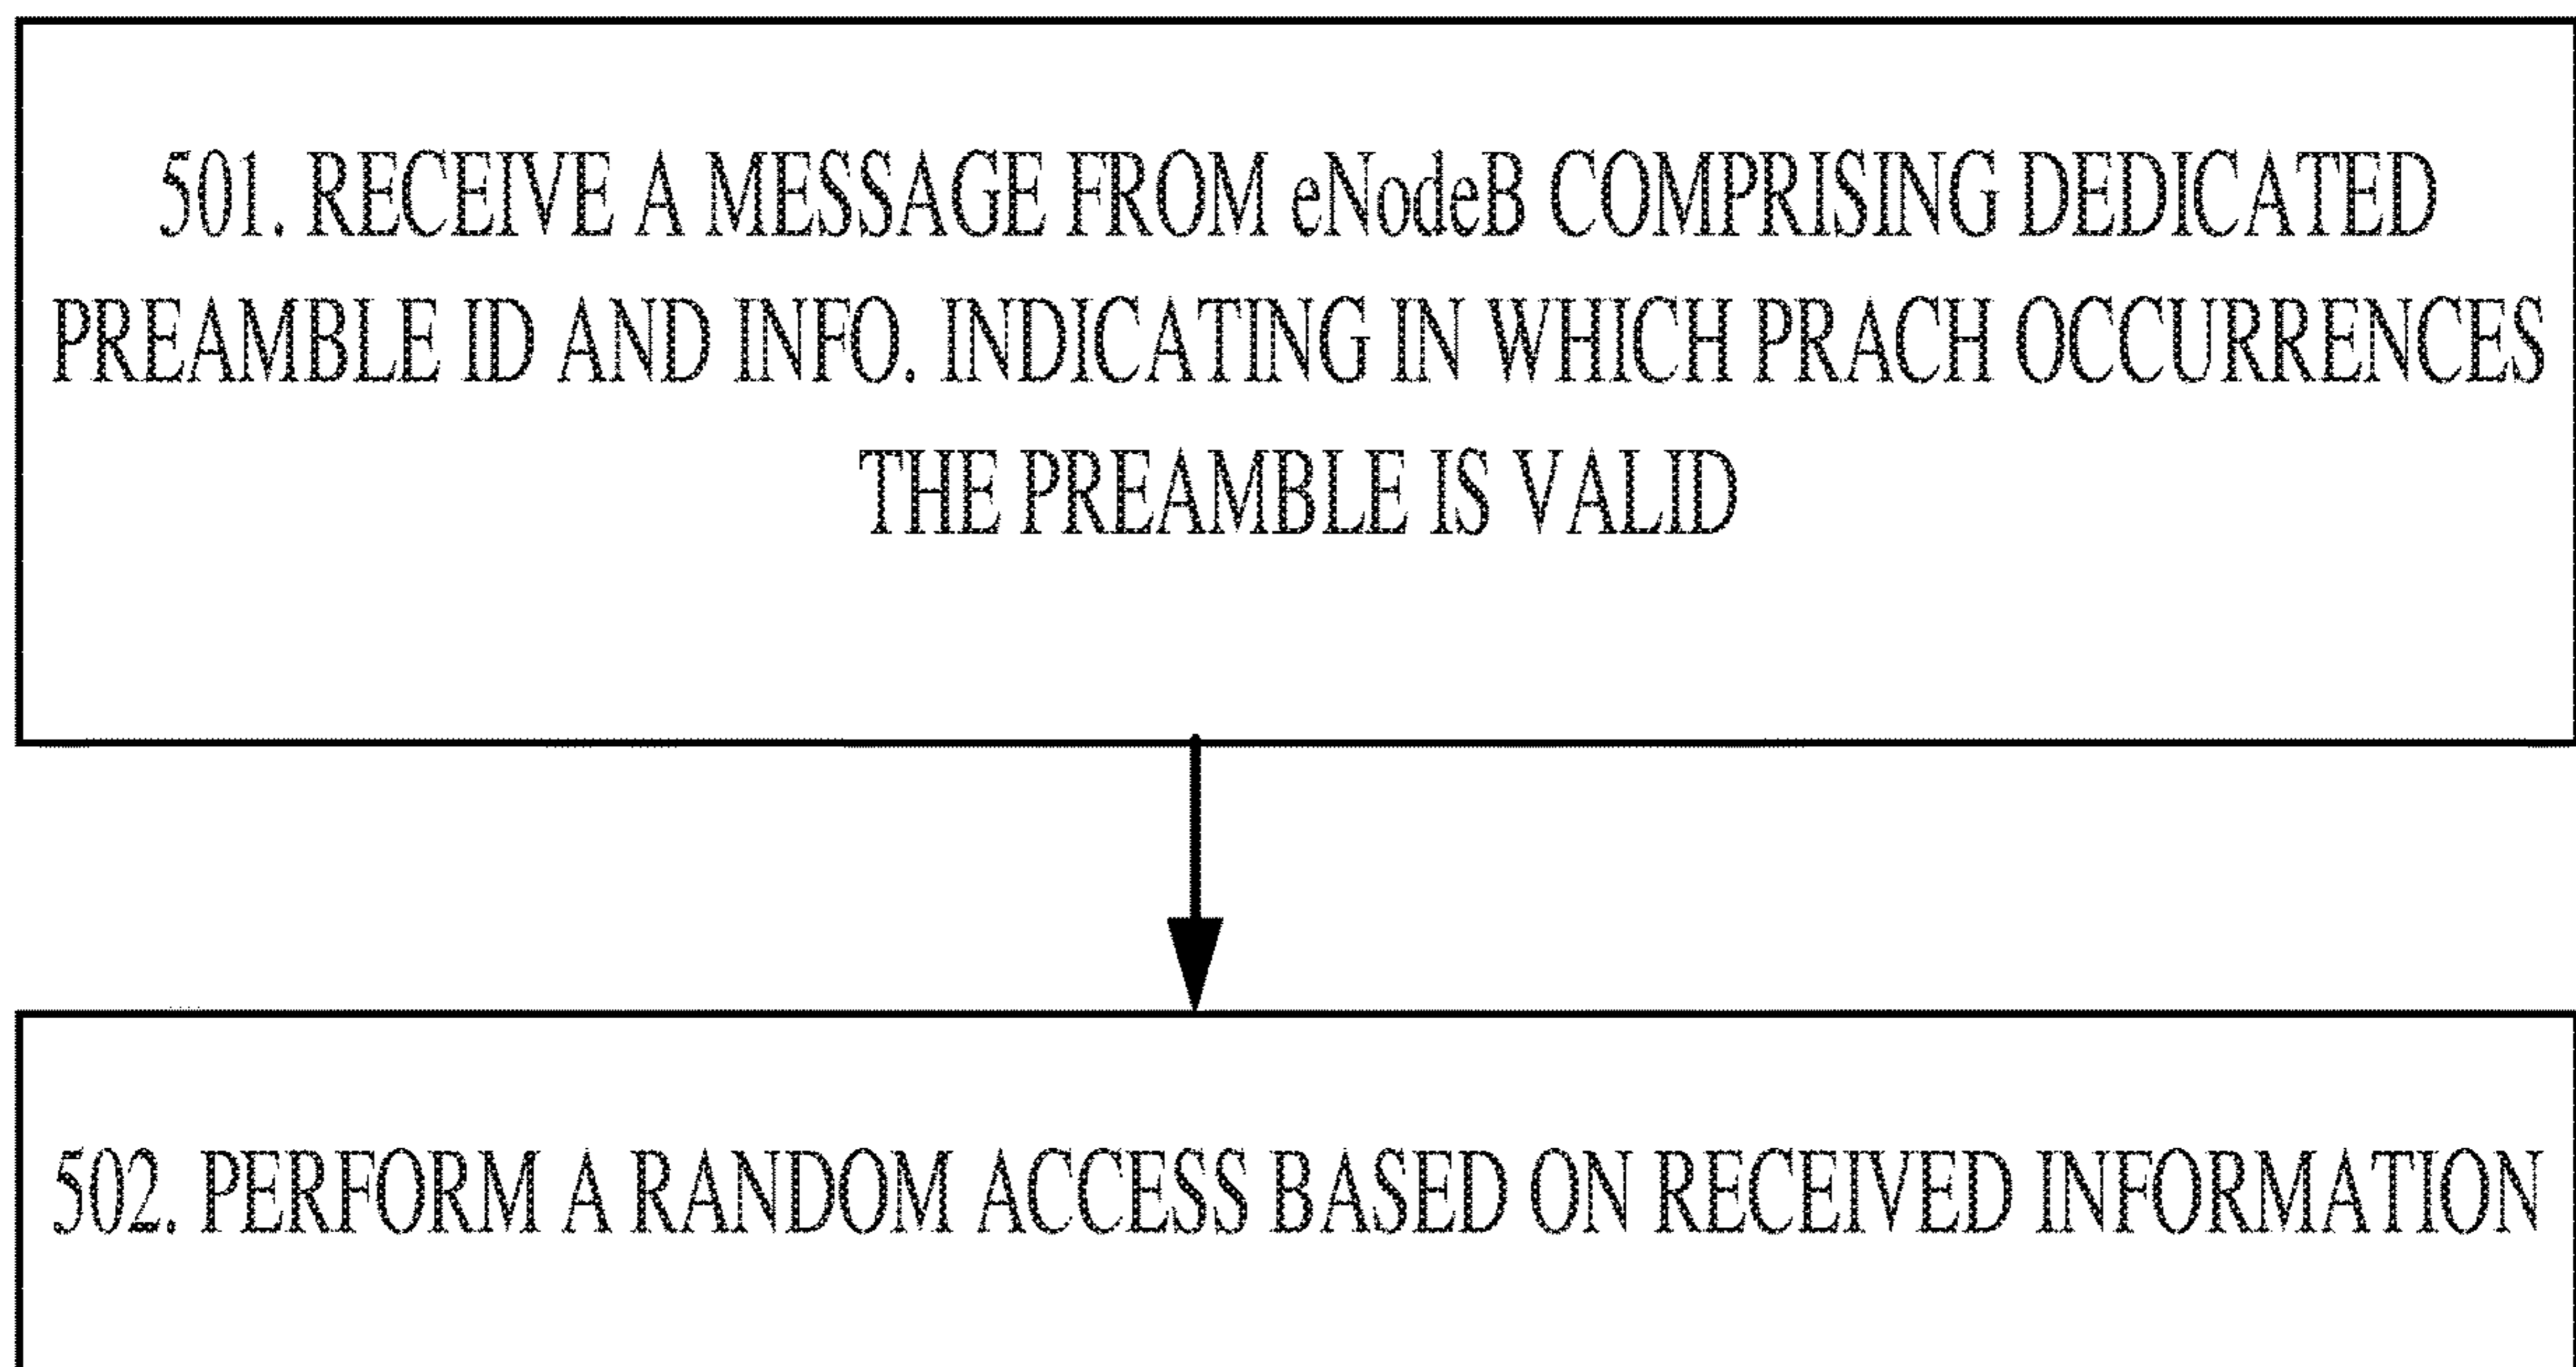 501. RECEIVE A MESSAGE FROM eNodeB COMPRISING DEDICATED
PREAMBLE ID AND INFO. INDICATING IN WHICH PRACH OCCURRENCES
THE PREAMBLE IS VALID
502. PERFORM A RANDOM ACCESS BASED ON RECEIVED INFORMATION